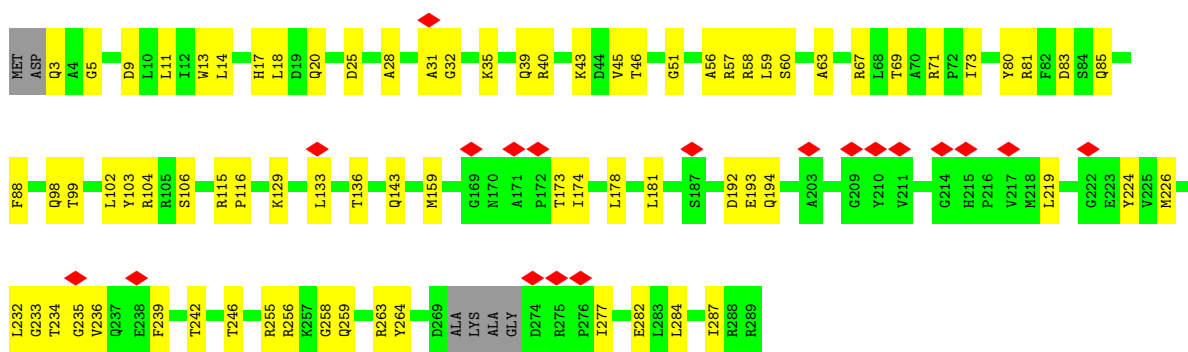 MET ASP Q3 A4 G5 D9 L10 L11 I12 W13 L14 H17 L18 D19 Q20 D25 A28 A31 G32 K35 Q39 R40 K43 D44 V45 T46 G51 A56 R57 R58 L59 S60 A63 R67 L68 T69 A70 R71 P72 I73 Y80 R81 F82 D83 S84 Q85
F88 Q98 T99 L102 Y103 R104 R105 S106 R115 P116 K129 L133 T136 Q143 M159 G169 N170 A171 P172 T173 I174 L178 L181 S187 D192 E193 Q194 A203 G209 Y210 V211 G214 H215 P216 V217 M218 L219 G222 E223 Y224 V225 M226
L232 G233 T234 G235 V236 Q237 E238 F239 T242 T246 R255 R256 K257 G258 Q259 R263 Y264 D269 ALA LYS ALA GLY D274 R275 P276 I277 E282 L283 L284 I287 R288 R289